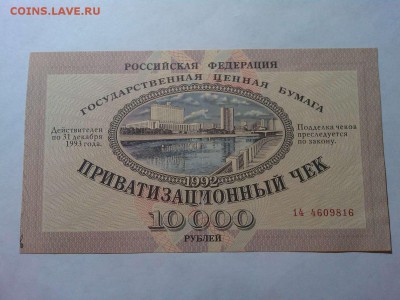 COINS.LAVE.RU
РОССИЙСКАЯ ФЕДЕРАЦИЯ
ГОСУДАРСТВЕННАЯ ЦЕННАЯ БУМАГА
Действителен
по 31 декабря
1993 года.
Подделка чеков
преследуется
по закону.
1992
ПРИВАТИЗАЦИОННЫЙ ЧЕК
10 000
РУБЛЕЙ
14 4609816